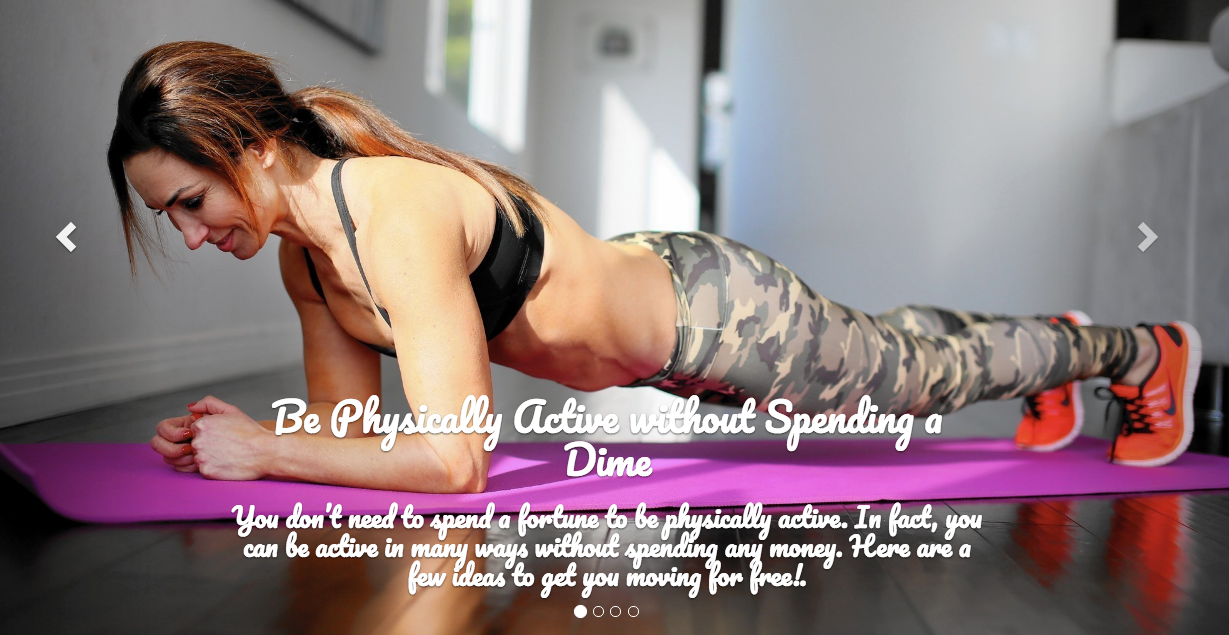 Be Physically Active without Spending a
Dime
You don't need to spend a fortune to be physically active. In fact, you
can be active in many ways without spending any money. Here are a
few ideas to get you moving for free!.